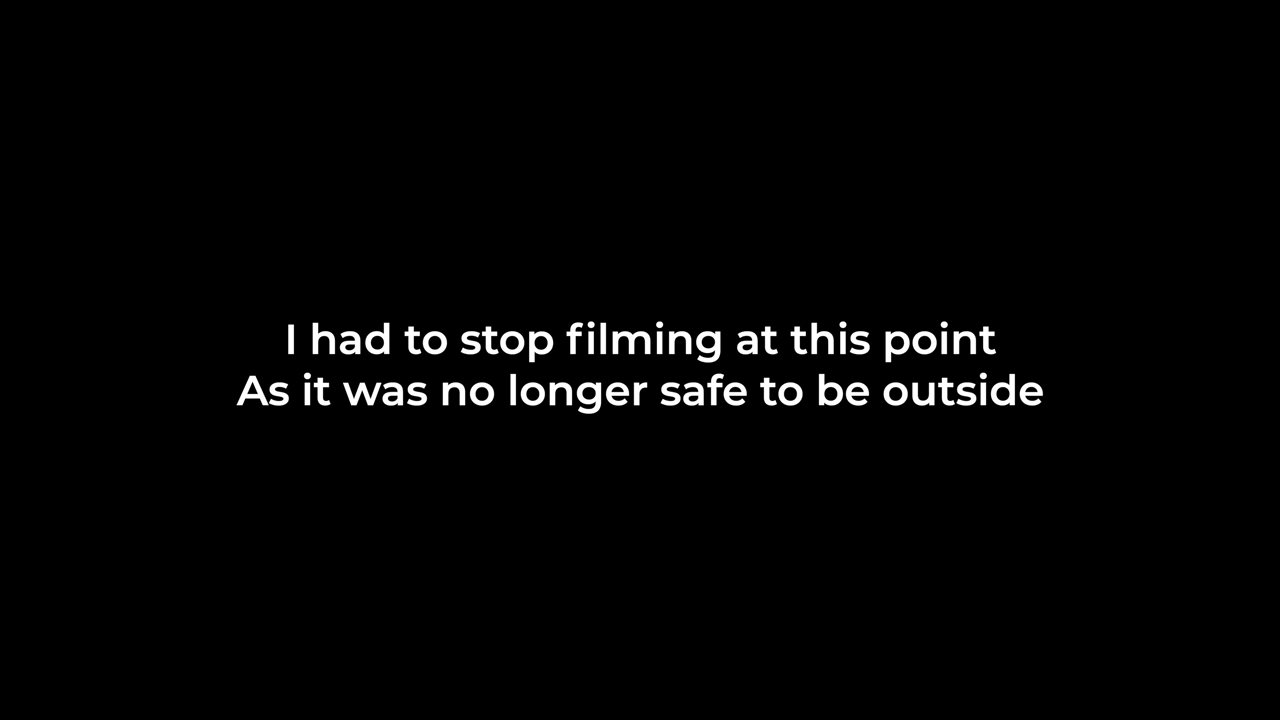 I had to stop filming at this point
As it was no longer safe to be outside